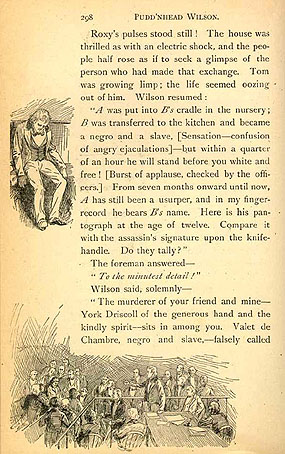 298 PUDD'NHEAD WILSON.
Roxy's pulses stood still! The house was
thrilled as with an electric shock, and the peo-
ple half rose as if to seek a glimpse of the
person who had made that exchange. Tom
was growing limp; the life seemed oozing
out of him. Wilson resumed:
"A was put into B's cradle in the nursery;
B was transferred to the kitchen and became
a negro and a slave, [Sensation—confusion
of angry ejaculations]—but within a quarter
of an hour he will stand before you white and
free! [Burst of applause, checked by the offi-
cers.] From seven months onward until now,
A has still been a usurper, and in my finger-
record he bears B's name. Here is his pan-
tograph at the age of twelve. Compare it
with the assassin's signature upon the knife-
handle. Do they tally?"
The foreman answered—
"To the minutest detail!"
Wilson said, solemnly—
"The murderer of your friend and mine—
York Driscoll of the generous hand and the
kindly spirit—sits in among you. Valet de
Chambre, negro and slave,—falsely called